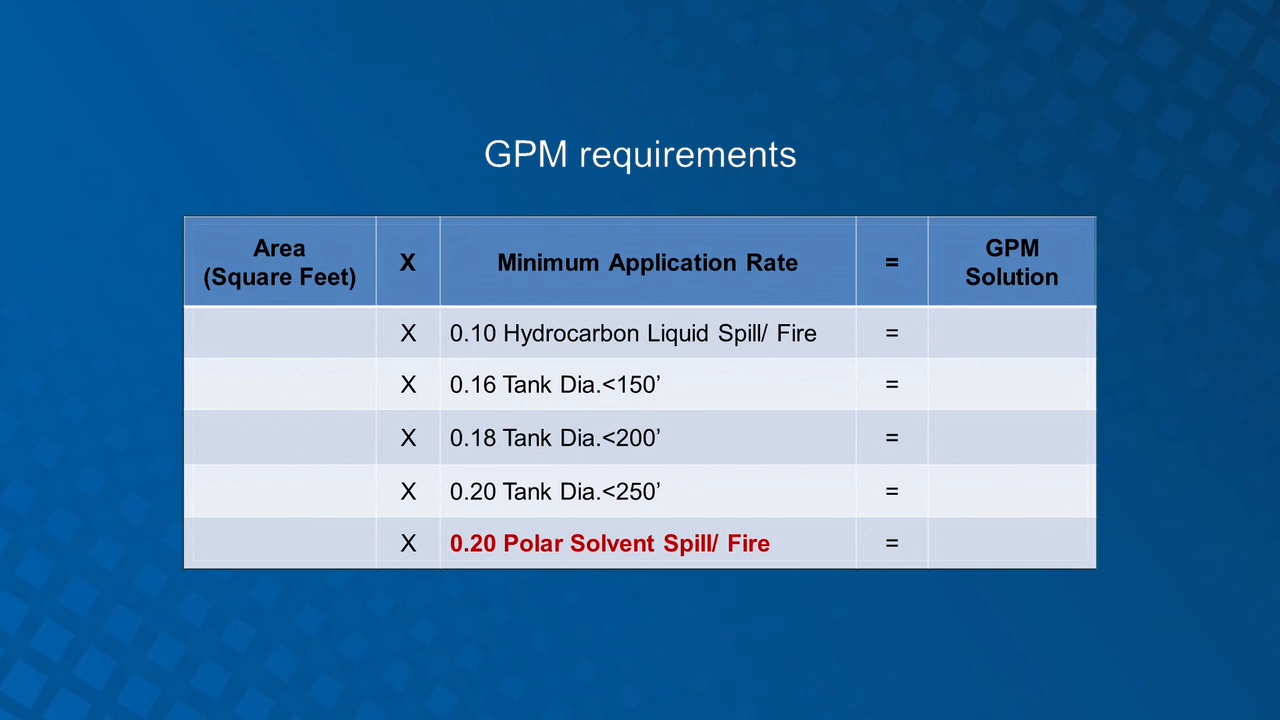 GPM requirements
Area
(Square Feet)
X
Minimum Application Rate
=
GPM
Solution
X 0.10 Hydrocarbon Liquid Spill/ Fire =
X 0.16 Tank Dia.<150’ =
X 0.18 Tank Dia.<200’ =
X 0.20 Tank Dia.<250’ =
X 0.20 Polar Solvent Spill/ Fire =